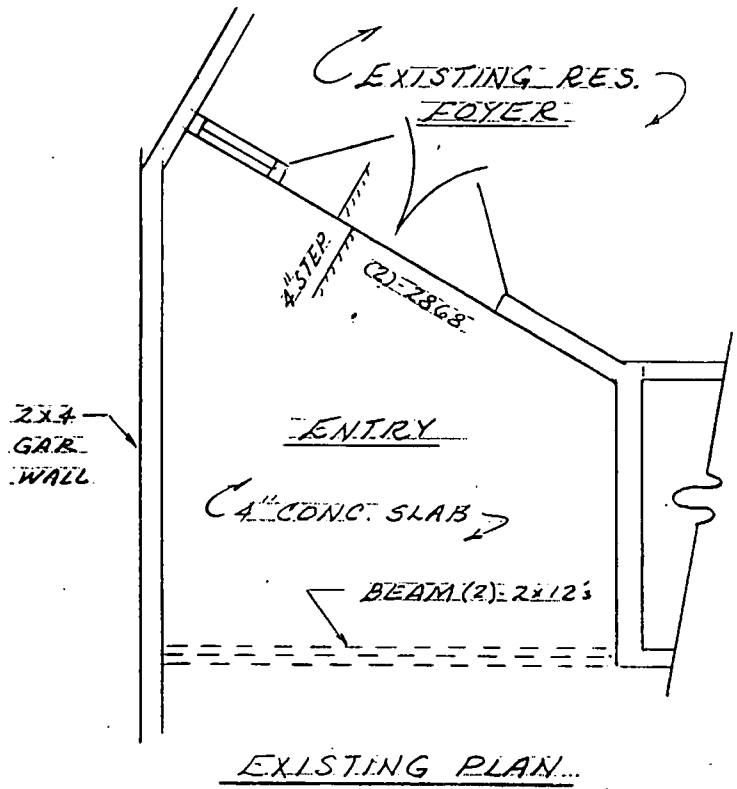 EXISTING RES.
FOYER
4" STEP
(2)-2868
2X4
GAR
WALL
ENTRY
4" CONC. SLAB
BEAM (2)-2x12's
EXISTING PLAN